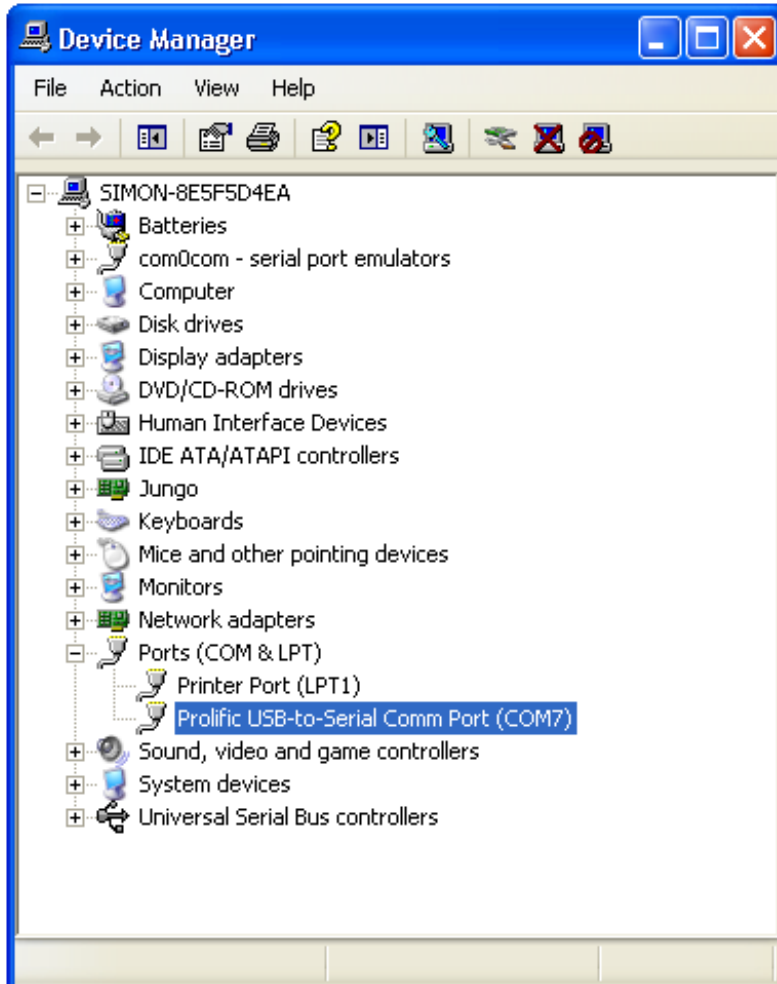 Device Manager
File Action View Help
SIMON-8E5F5D4EA
Batteries
com0com - serial port emulators
Computer
Disk drives
Display adapters
DVD/CD-ROM drives
Human Interface Devices
IDE ATA/ATAPI controllers
Jungo
Keyboards
Mice and other pointing devices
Monitors
Network adapters
Ports (COM & LPT)
Printer Port (LPT1)
Prolific USB-to-Serial Comm Port (COM7)
Sound, video and game controllers
System devices
Universal Serial Bus controllers